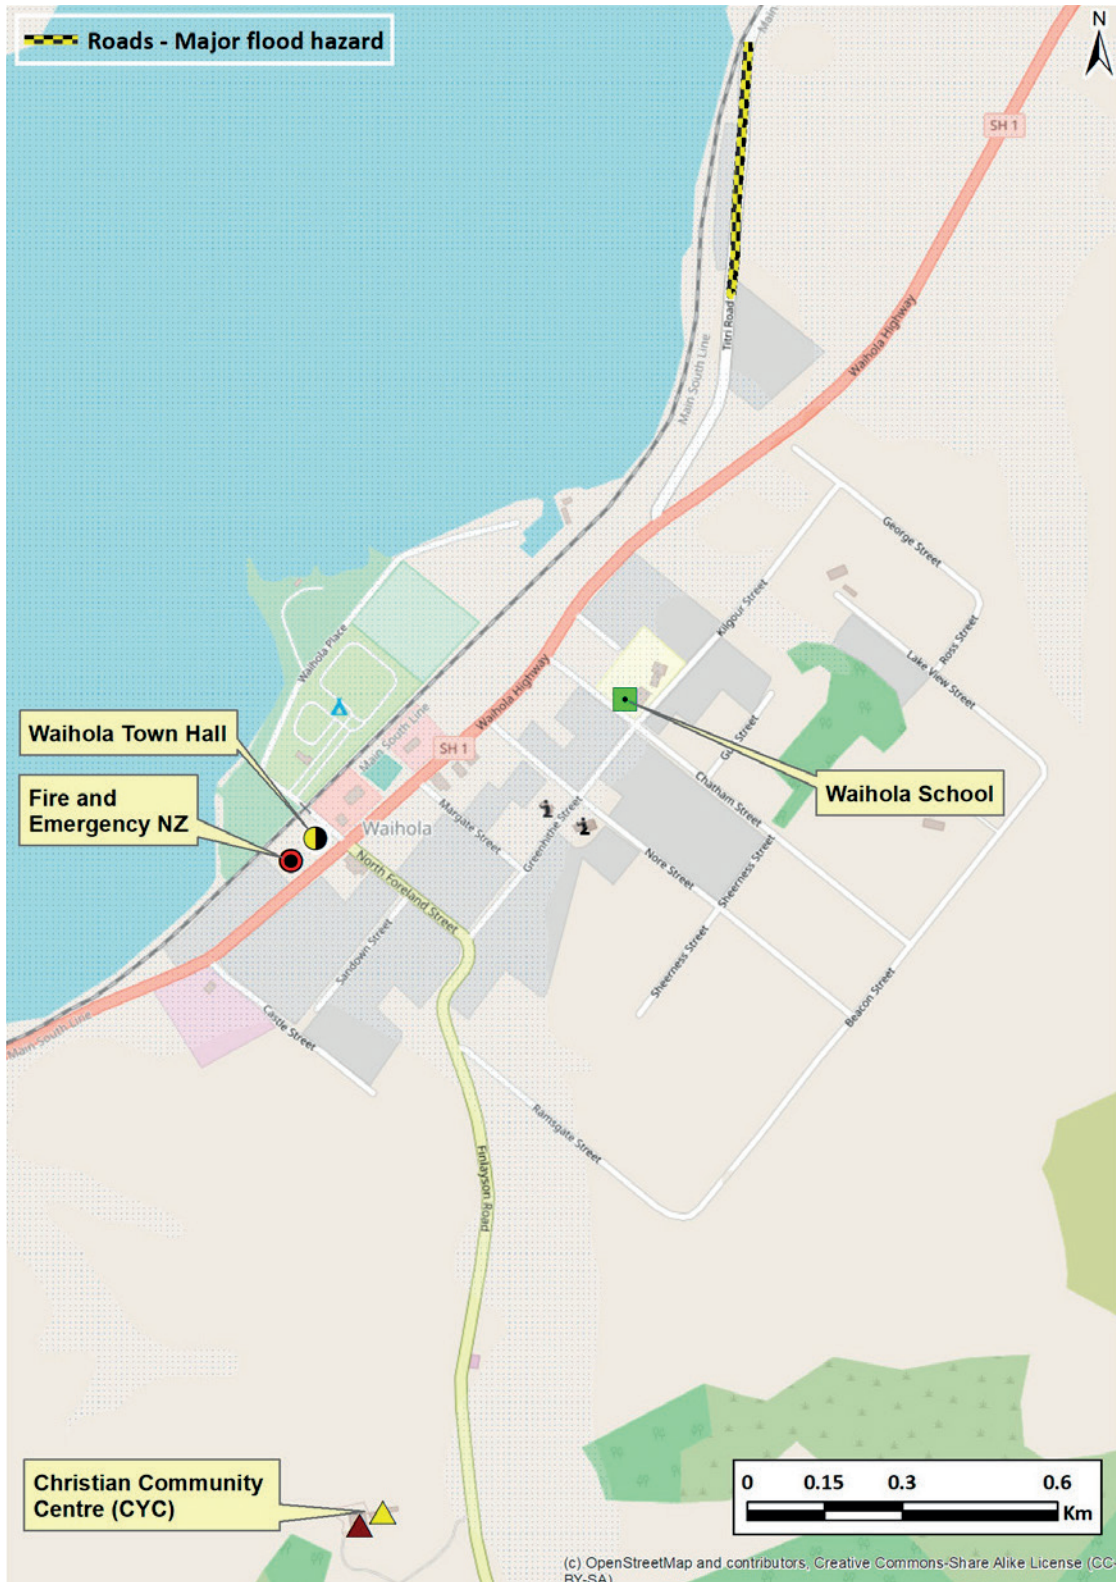 Roads - Major flood hazard
N
Main
SH 1
Waihola Highway
Titri Road
Main South Line
George Street
Kilgour Street
Ross Street
Lake View Street
Waihola Place
Waihola Highway
Main South Line
SH 1
Waihola Town Hall
Fire and
Emergency NZ
Waihola School
Waihola
Margate Street
Greenhithe Street
Chatham Street
Nore Street
Sheerness Street
Sheerness Street
North Foreland Street
Sandown Street
Castle Street
Main South Line
Beacon Street
Ramsgate Street
Finlayson Road
Christian Community
Centre (CYC)
0 0.15 0.3 0.6
Km
(c) OpenStreetMap and contributors, Creative Commons-Share Alike License (CC-
BY-SA)